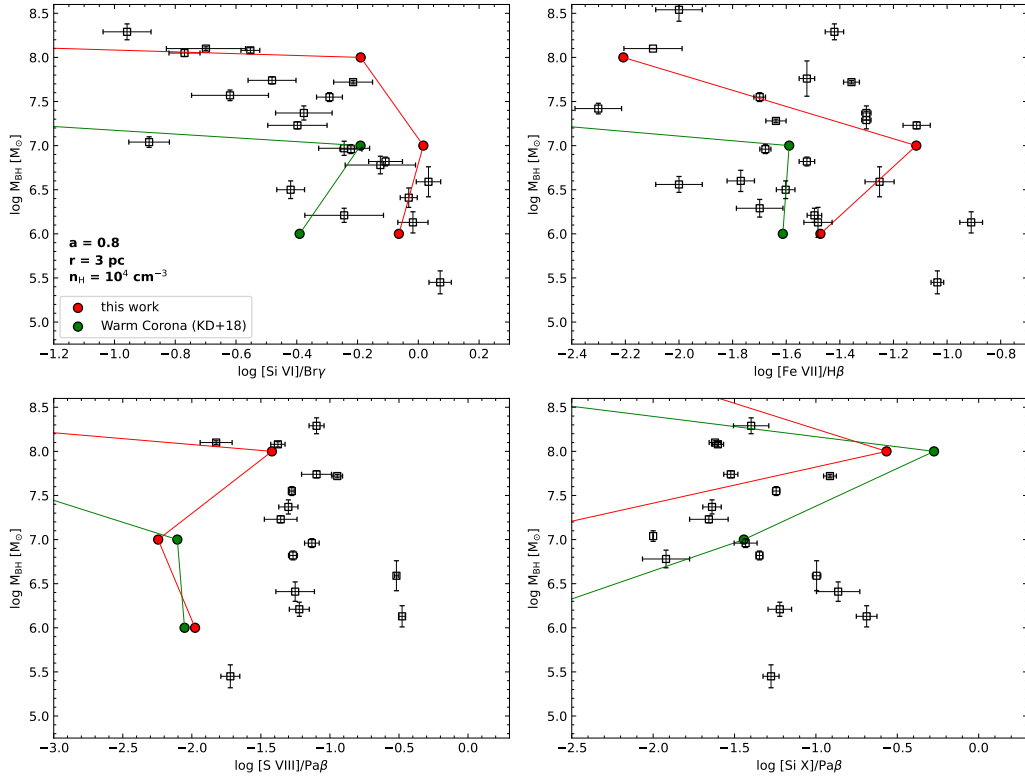 8.5
8.0
7.5
7.0
6.5
6.0
5.5
5.0
log M_BH [M_⊙]
a = 0.8
r = 3 pc
n_H = 10^4 cm^−3
this work
Warm Corona (KD+18)
−1.2 −1.0 −0.8 −0.6 −0.4 −0.2 0.0 0.2
log [Si VI]/Brγ
8.5
8.0
7.5
7.0
6.5
6.0
5.5
5.0
log M_BH [M_⊙]
−2.4 −2.2 −2.0 −1.8 −1.6 −1.4 −1.2 −1.0 −0.8
log [Fe VII]/Hβ
8.5
8.0
7.5
7.0
6.5
6.0
5.5
5.0
log M_BH [M_⊙]
−3.0 −2.5 −2.0 −1.5 −1.0 −0.5 0.0
log [S VIII]/Paβ
8.5
8.0
7.5
7.0
6.5
6.0
5.5
5.0
log M_BH [M_⊙]
−2.5 −2.0 −1.5 −1.0 −0.5 0.0
log [Si X]/Paβ